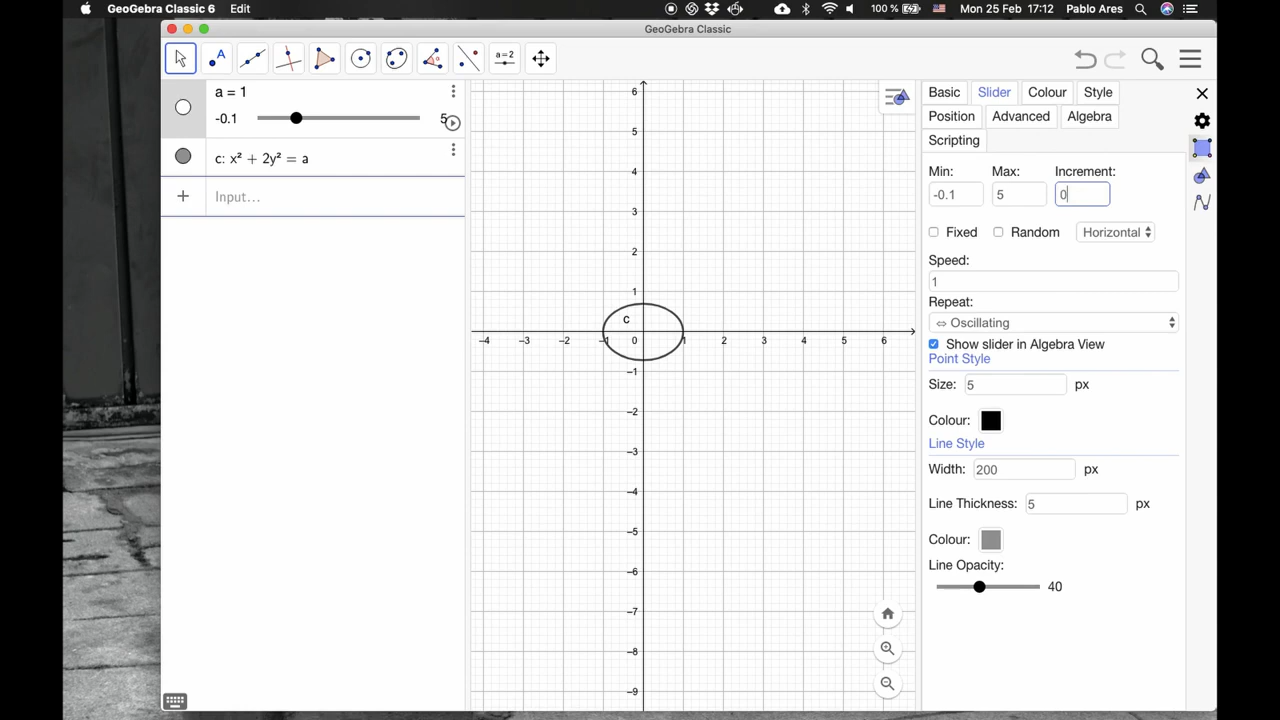 GeoGebra Classic 6 Edit 100 % Mon 25 Feb 17:12 Pablo Ares
GeoGebra Classic
A
a=2
a = 1
-0.1 5
c: x² + 2y² = a
+ Input...
6
5
4
3
2
1
c
–4 –3 –2 –1 0 1 2 3 4 5 6
–1
–2
–3
–4
–5
–6
–7
–8
–9
Basic Slider Colour Style
Position Advanced Algebra
Scripting
Min: Max: Increment:
-0.1 5 0
Fixed Random Horizontal
Speed:
1
Repeat:
⇔ Oscillating
Show slider in Algebra View
Point Style
Size: 5 px
Colour:
Line Style
Width: 200 px
Line Thickness: 5 px
Colour:
Line Opacity:
40